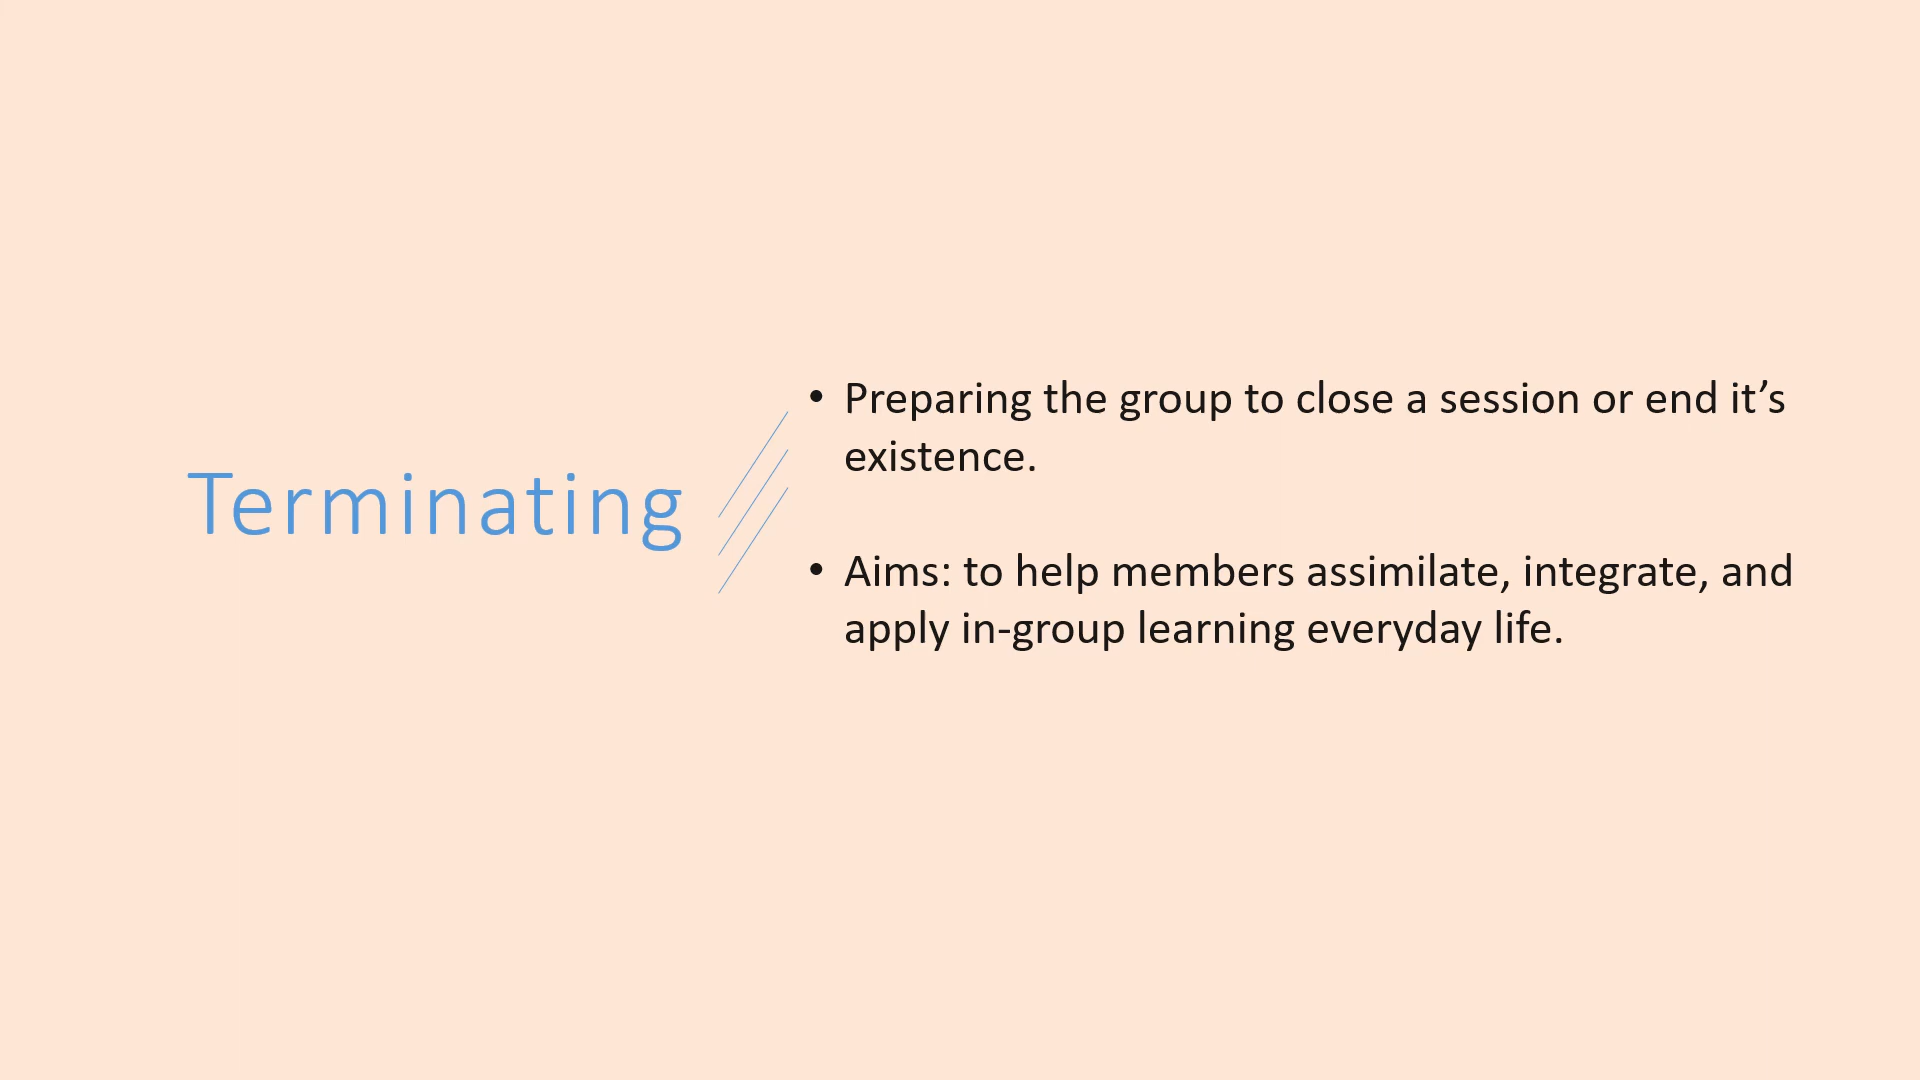 Terminating
• Preparing the group to close a session or end it’s
existence.
• Aims: to help members assimilate, integrate, and
apply in-group learning everyday life.